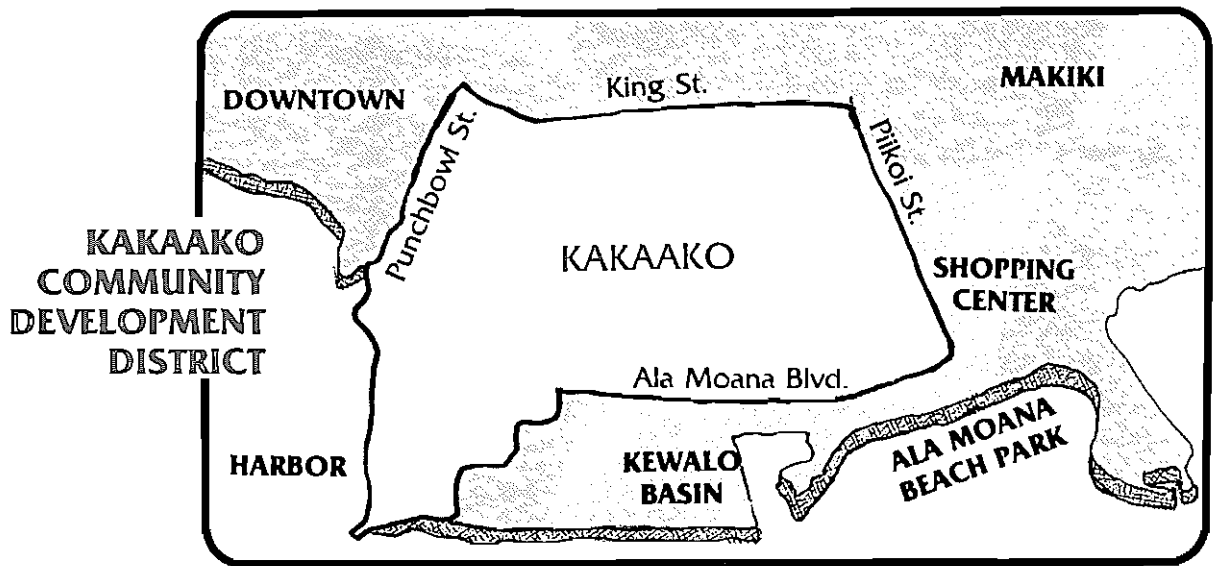 DOWNTOWN
King St.
MAKIKI
Punchbowl St.
Piikoi St.
KAKAAKO
COMMUNITY
DEVELOPMENT
DISTRICT
KAKAAKO
SHOPPING
CENTER
Ala Moana Blvd.
HARBOR
KEWALO
BASIN
ALA MOANA
BEACH PARK